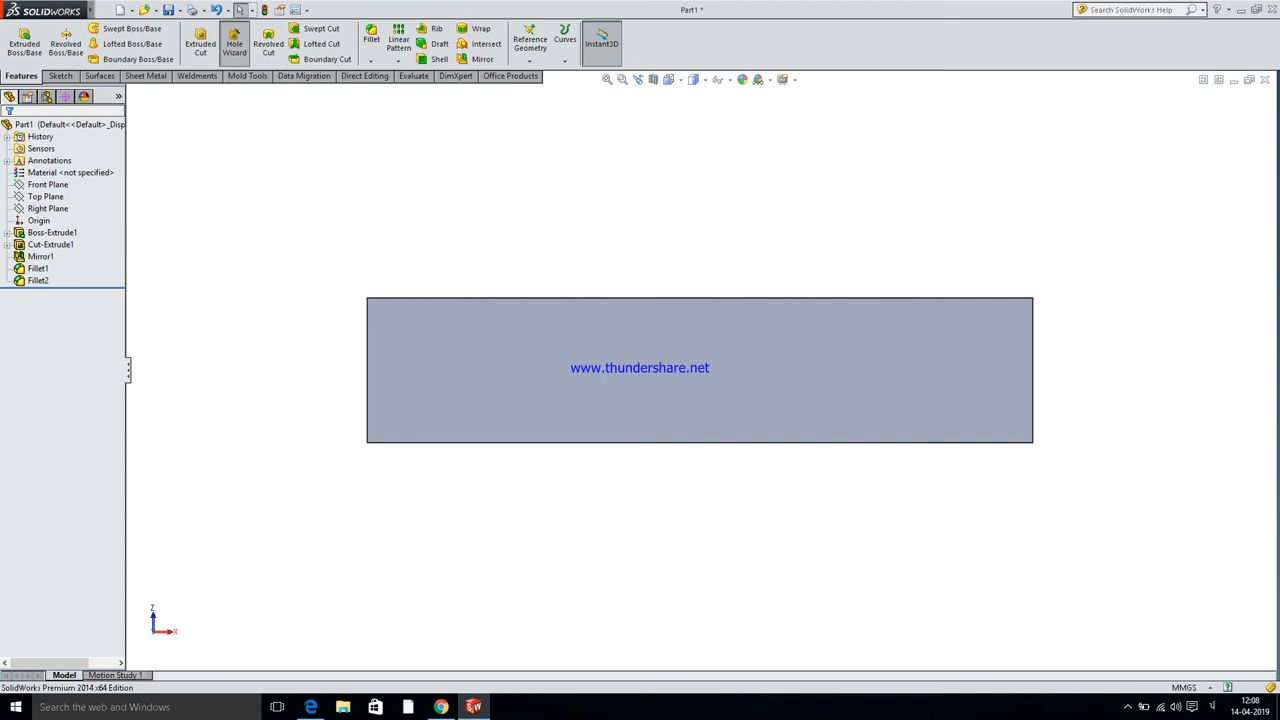 SOLIDWORKS
Part1 *
Search SolidWorks Help
Extruded Boss/Base
Revolved Boss/Base
Swept Boss/Base
Lofted Boss/Base
Boundary Boss/Base
Extruded Cut
Hole Wizard
Revolved Cut
Swept Cut
Lofted Cut
Boundary Cut
Fillet
Linear Pattern
Rib
Draft
Shell
Wrap
Intersect
Mirror
Reference Geometry
Curves
Instant3D
Features
Sketch
Surfaces
Sheet Metal
Weldments
Mold Tools
Data Migration
Direct Editing
Evaluate
DimXpert
Office Products
Part1 (Default<<Default>_Disp
History
Sensors
Annotations
Material <not specified>
Front Plane
Top Plane
Right Plane
Origin
Boss-Extrude1
Cut-Extrude1
Mirror1
Fillet1
Fillet2
www.thundershare.net
Z
X
Model
Motion Study 1
SolidWorks Premium 2014 x64 Edition
MMGS
Search the web and Windows
12:08
14-04-2019